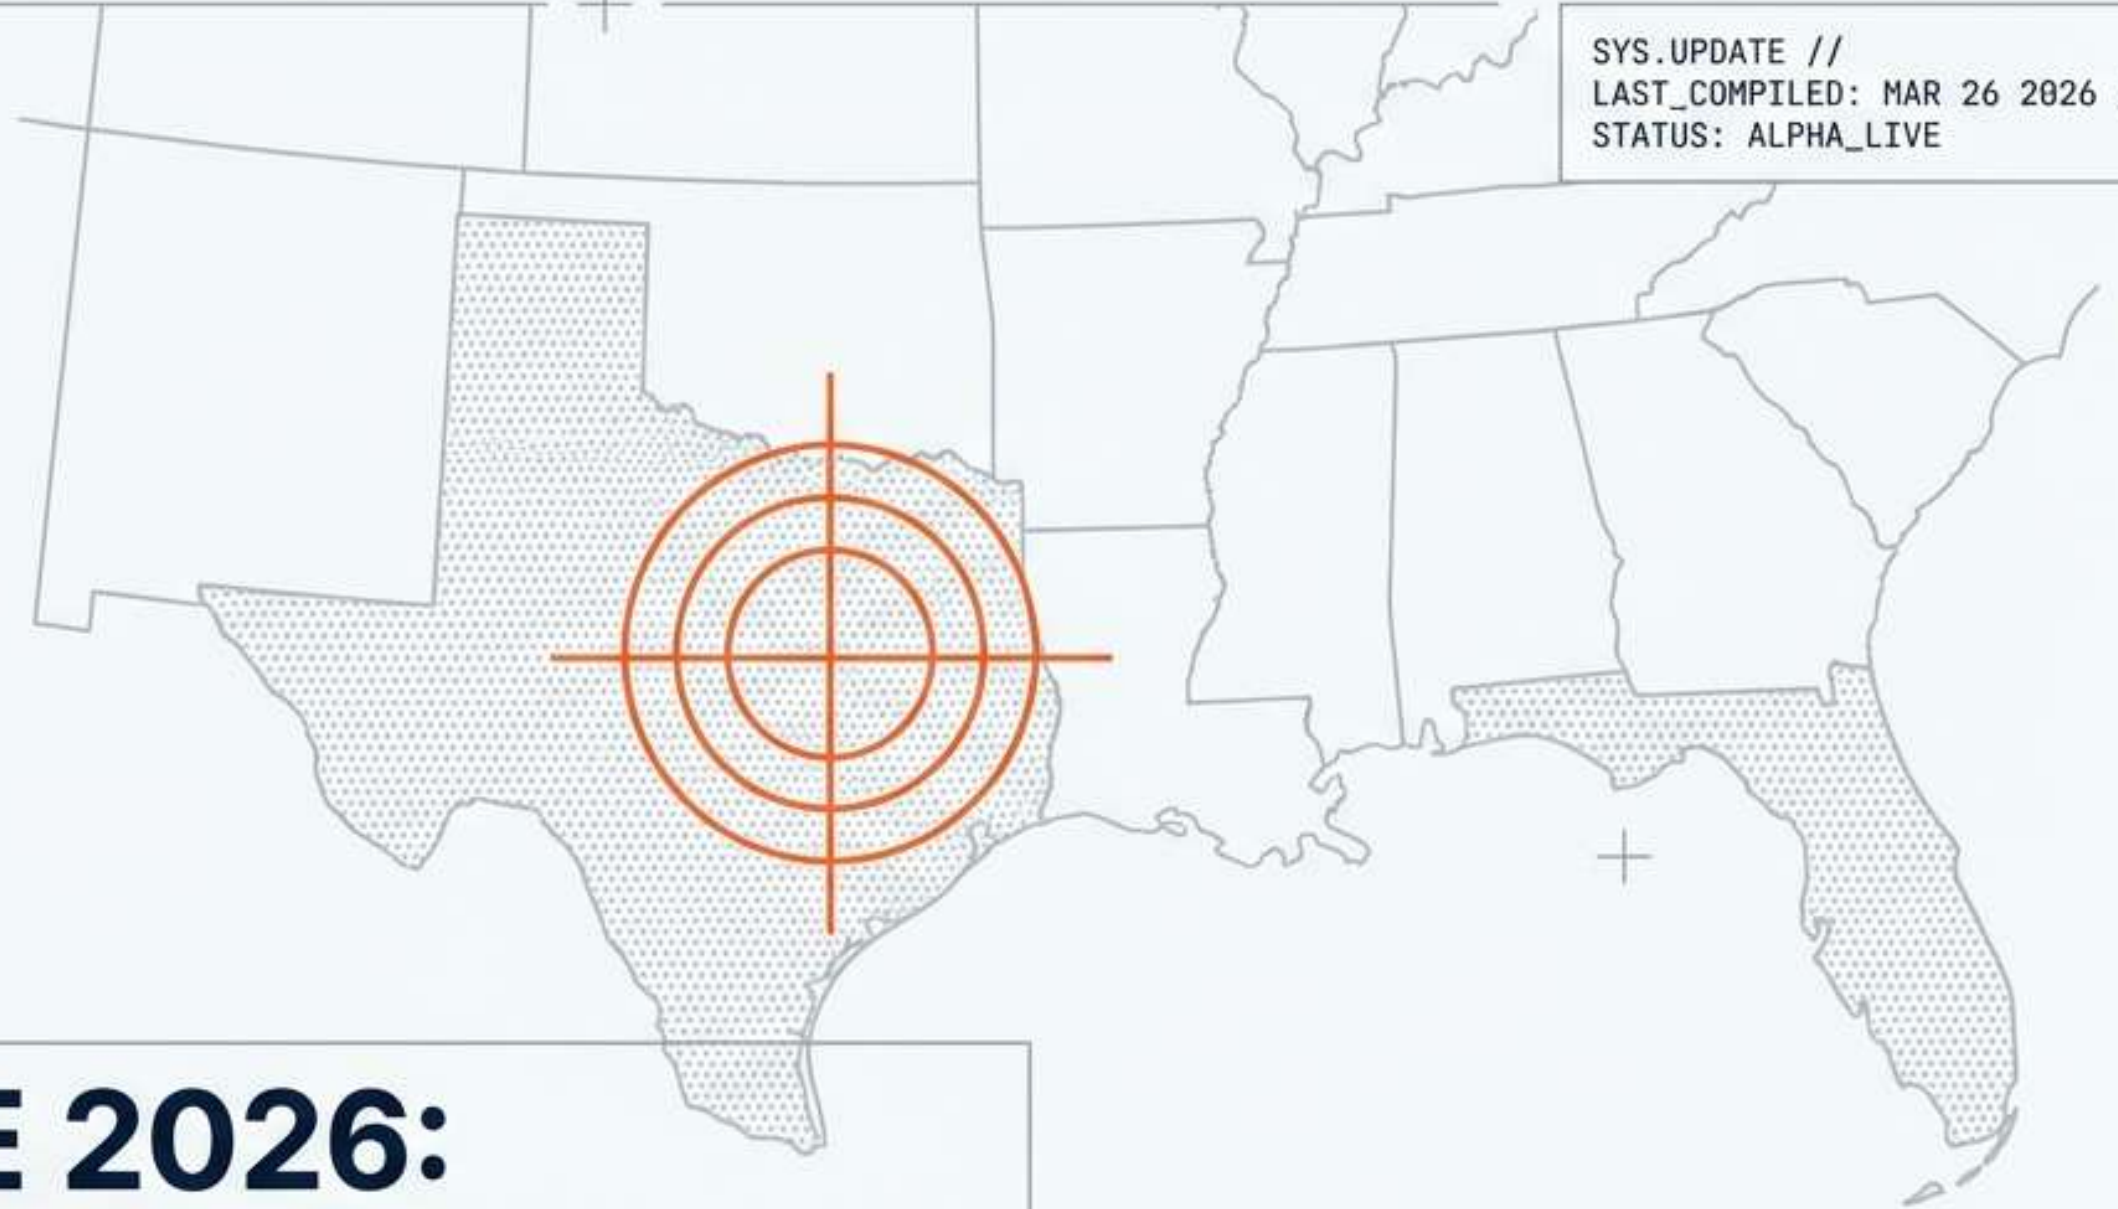 SYS.UPDATE //
LAST_COMPILED: MAR 26 2026
STATUS: ALPHA_LIVE
2026: